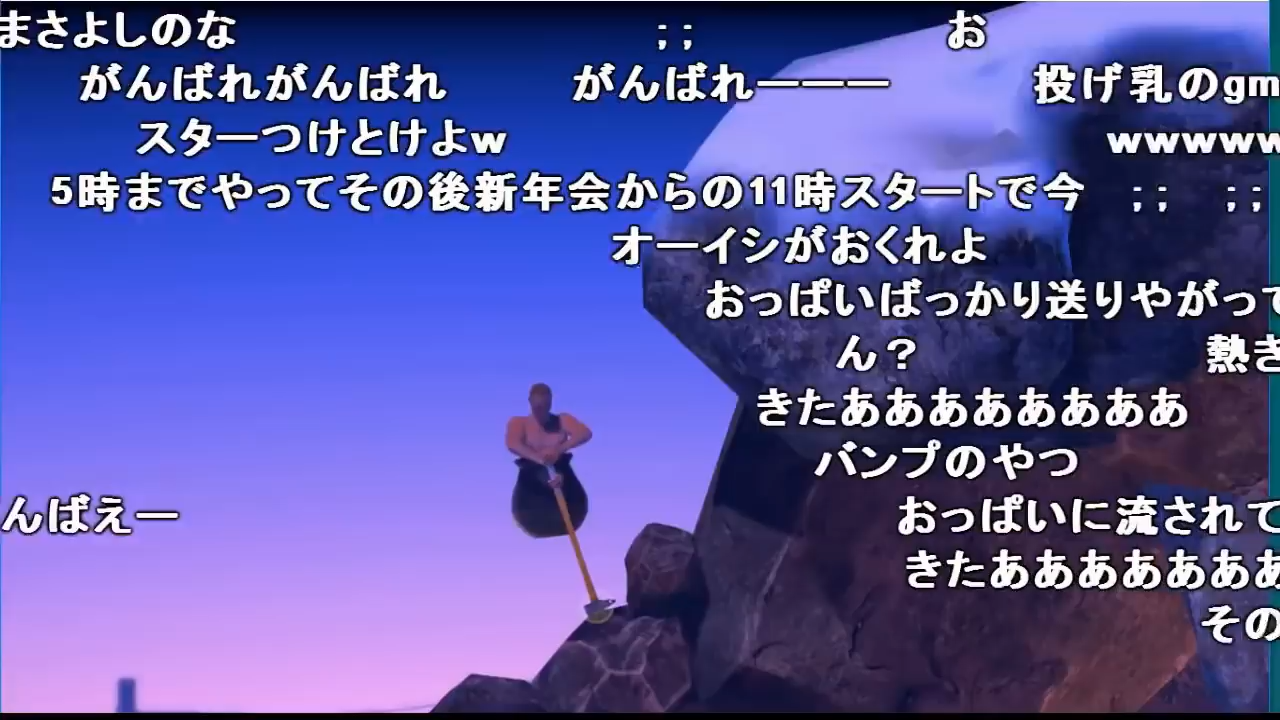 まさよしのな ;; お
がんばれがんばれ がんばれーーー 投げ乳のgm
スターつけとけよw wwwww
5時までやってその後新年会からの11時スタートで今 ;; ;;
オーイシがおくれよ
おっぱいばっかり送りやがって
ん? 熱さ
きたああああああああ
バンプのやつ
んばえー おっぱいに流されて
きたあああああああ
その